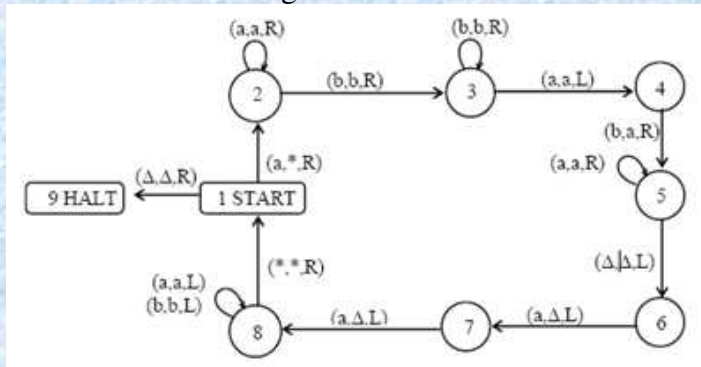 (a,a,R)
(b,b,R)
2
(b,b,R)
3
(a,a,L)
4
(b,a,R)
(a,a,R)
(a,*,R)
(Δ,Δ,R)
9 HALT
1 START
5
(*,*,R)
(Δ,Δ,L)
(a,a,L)
(b,b,L)
8
(a,Δ,L)
7
(a,Δ,L)
6